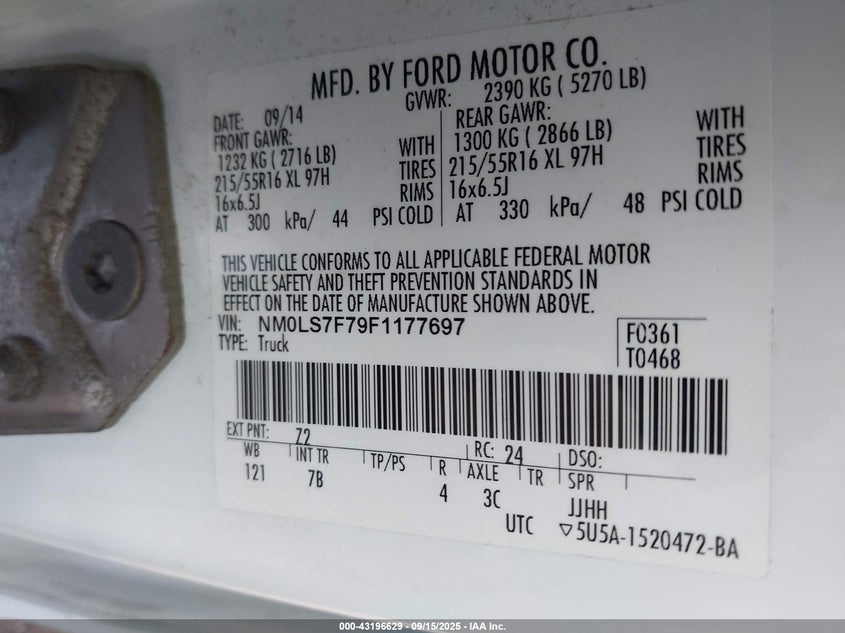 MFD. BY FORD MOTOR CO.
DATE: 09/14 GVWR: 2390 KG ( 5270 LB)
FRONT GAWR: REAR GAWR:
1232 KG ( 2716 LB) WITH 1300 KG ( 2866 LB) WITH
215/55R16 XL 97H TIRES 215/55R16 XL 97H TIRES
16x6.5J RIMS 16x6.5J RIMS
AT 300 kPa/ 44 PSI COLD AT 330 kPa/ 48 PSI COLD
THIS VEHICLE CONFORMS TO ALL APPLICABLE FEDERAL MOTOR
VEHICLE SAFETY AND THEFT PREVENTION STANDARDS IN
EFFECT ON THE DATE OF MANUFACTURE SHOWN ABOVE.
VIN: NM0LS7F79F1177697 F0361
TYPE: Truck T0468
EXT PNT: Z2 RC: 24 DSO:
WB INT TR TP/PS R AXLE TR SPR
121 7B 4 3C JJHH
UTC ▽5U5A-1520472-BA
000-43196629 - 09/15/2025 - IAA Inc.